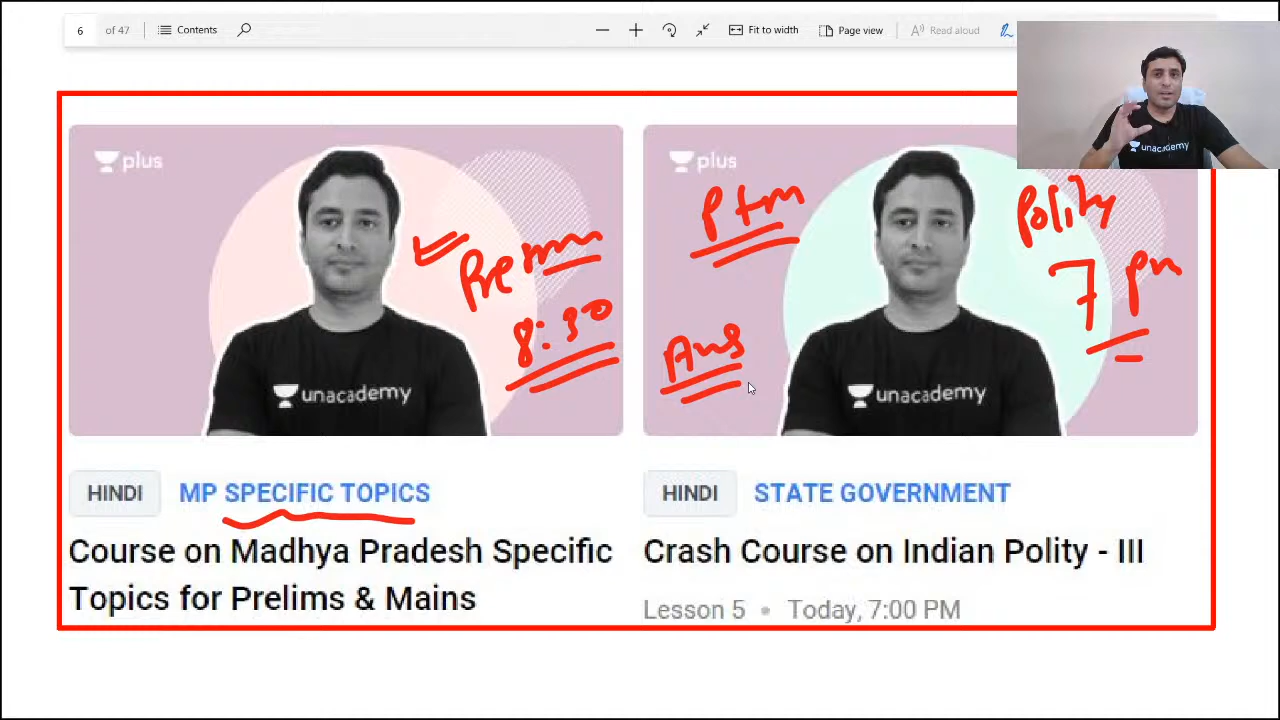 6 of 47 Contents Fit to width Page view Read aloud
unacademy
plus
plus
Ptm
Polity
8:30
7 pm
Ans
unacademy
unacademy
HINDI MP SPECIFIC TOPICS
HINDI STATE GOVERNMENT
Course on Madhya Pradesh Specific
Topics for Prelims & Mains
Crash Course on Indian Polity - III
Lesson 5 • Today, 7:00 PM